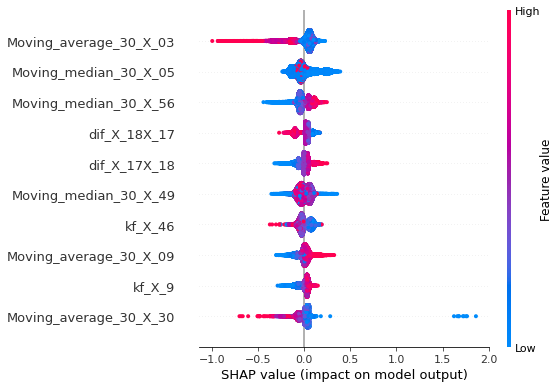 High
Moving_average_30_X_03
Moving_median_30_X_05
Moving_median_30_X_56
dif_X_18X_17
dif_X_17X_18
Moving_median_30_X_49
kf_X_46
Moving_average_30_X_09
kf_X_9
Moving_average_30_X_30
Feature value
Low
−1.0 −0.5 0.0 0.5 1.0 1.5 2.0
SHAP value (impact on model output)